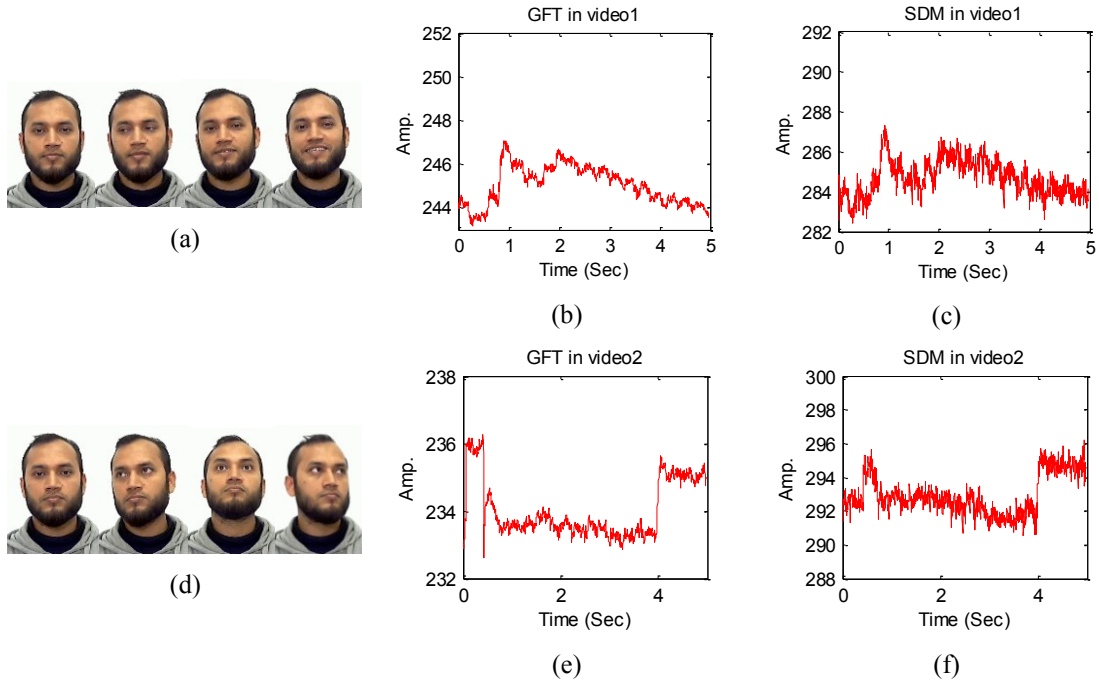 GFT in video1
252
250
248
246
244
Amp.
0 1 2 3 4 5
Time (Sec)
SDM in video1
292
290
288
286
284
282
Amp.
0 1 2 3 4 5
Time (Sec)
(a)
(b)
(c)
GFT in video2
238
236
234
232
Amp.
0 2 4
Time (Sec)
SDM in video2
300
298
296
294
292
290
288
Amp.
0 2 4
Time (Sec)
(d)
(e)
(f)